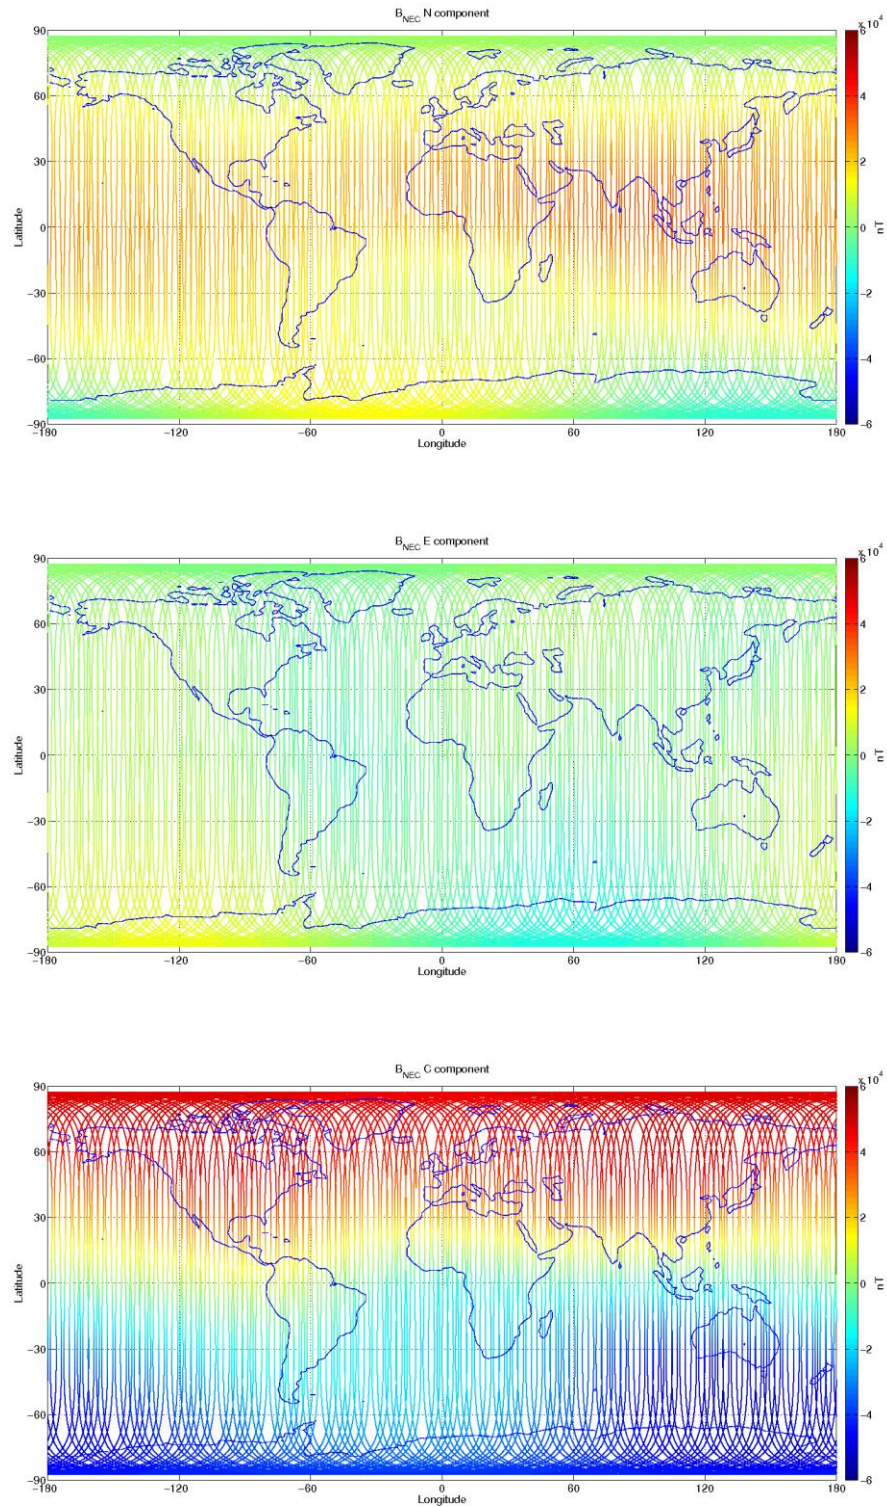 B_NEC N component
x 10^4
90
60
30
0
−30
−60
−90
Latitude
−180 −120 −60 0 60 120 180
Longitude
6
4
2
0
−2
−4
−6
nT
B_NEC E component
x 10^4
90
60
30
0
−30
−60
−90
Latitude
−180 −120 −60 0 60 120 180
Longitude
6
4
2
0
−2
−4
−6
nT
B_NEC C component
x 10^4
90
60
30
0
−30
−60
−90
Latitude
−180 −120 −60 0 60 120 180
Longitude
6
4
2
0
−2
−4
−6
nT